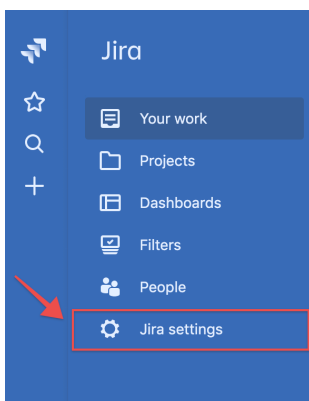 Jira
Your work
Projects
Dashboards
Filters
People
Jira settings